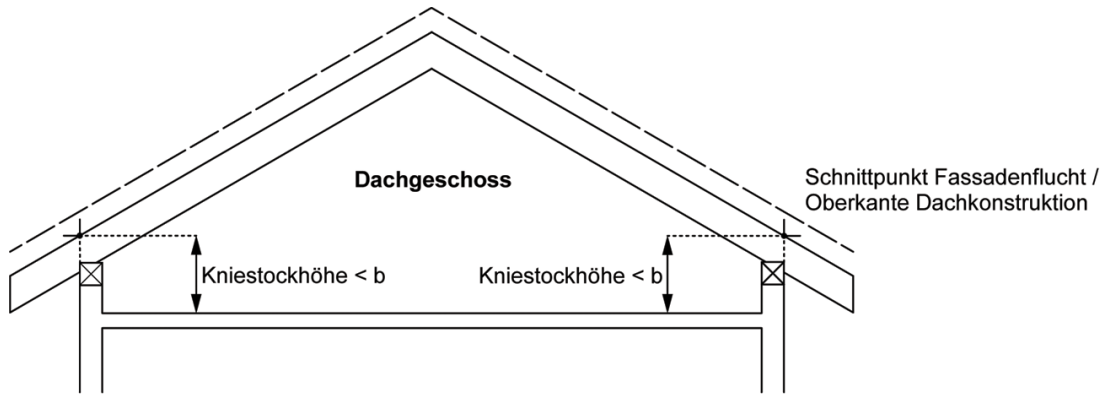 Dachgeschoss
Schnittpunkt Fassadenflucht /
Oberkante Dachkonstruktion
Kniestockhöhe < b
Kniestockhöhe < b